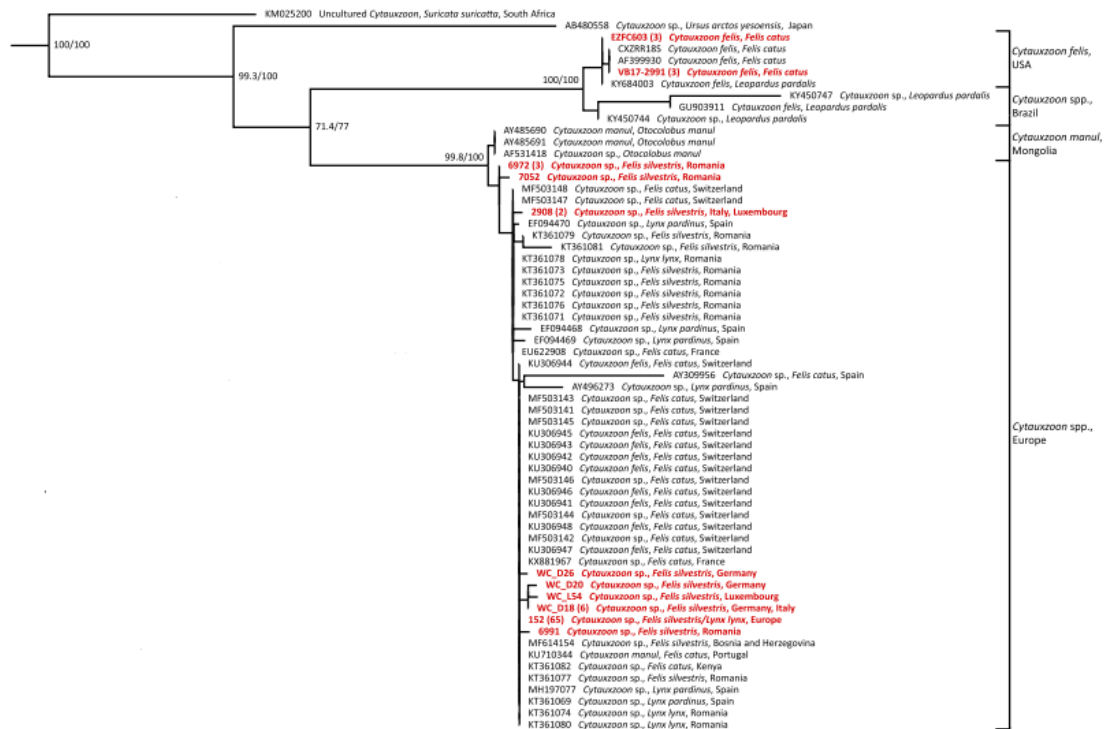 KM025200 Uncultured Cytauxzoon, Suricata suricatta, South Africa
AB480558 Cytauxzoon sp., Ursus arctos yesoensis, Japan
100/100
EZFC603 (3) Cytauxzoon felis, Felis catus
CXZRR185 Cytauxzoon felis, Felis catus
Cytauxzoon felis,
USA
AF399930 Cytauxzoon felis, Felis catus
VB17-2991 (3) Cytauxzoon felis, Felis catus
99.3/100
100/100
KY684003 Cytauxzoon felis, Leopardus pardalis
KY450747 Cytauxzoon sp., Leopardus pardalis
GU903911 Cytauxzoon felis, Leopardus pardalis
Cytauxzoon spp.,
Brazil
KY450744 Cytauxzoon sp., Leopardus pardalis
71.4/77
AY485690 Cytauxzoon manul, Otocolobus manul
AY485691 Cytauxzoon manul, Otocolobus manul
Cytauxzoon manul,
Mongolia
AF531418 Cytauxzoon sp., Otocolobus manul
99.8/100
6972 (3) Cytauxzoon sp., Felis silvestris, Romania
7052 Cytauxzoon sp., Felis silvestris, Romania
MF503148 Cytauxzoon sp., Felis catus, Switzerland
MF503147 Cytauxzoon sp., Felis catus, Switzerland
2908 (2) Cytauxzoon sp., Felis silvestris, Italy, Luxembourg
EF094470 Cytauxzoon sp., Lynx pardinus, Spain
KT361079 Cytauxzoon sp., Felis silvestris, Romania
KT361081 Cytauxzoon sp., Felis silvestris, Romania
KT361078 Cytauxzoon sp., Lynx lynx, Romania
KT361073 Cytauxzoon sp., Felis silvestris, Romania
KT361075 Cytauxzoon sp., Felis silvestris, Romania
KT361072 Cytauxzoon sp., Felis silvestris, Romania
KT361076 Cytauxzoon sp., Felis silvestris, Romania
KT361071 Cytauxzoon sp., Felis silvestris, Romania
EF094468 Cytauxzoon sp., Lynx pardinus, Spain
EF094469 Cytauxzoon sp., Lynx pardinus, Spain
EU622908 Cytauxzoon sp., Felis catus, France
KU306944 Cytauxzoon felis, Felis catus, Switzerland
AY309956 Cytauxzoon sp., Felis catus, Spain
AY496273 Cytauxzoon sp., Lynx pardinus, Spain
MF503143 Cytauxzoon sp., Felis catus, Switzerland
MF503141 Cytauxzoon sp., Felis catus, Switzerland
MF503145 Cytauxzoon sp., Felis catus, Switzerland
Cytauxzoon spp.,
Europe
KU306945 Cytauxzoon felis, Felis catus, Switzerland
KU306943 Cytauxzoon felis, Felis catus, Switzerland
KU306942 Cytauxzoon felis, Felis catus, Switzerland
KU306940 Cytauxzoon felis, Felis catus, Switzerland
MF503146 Cytauxzoon sp., Felis catus, Switzerland
KU306946 Cytauxzoon felis, Felis catus, Switzerland
KU306941 Cytauxzoon felis, Felis catus, Switzerland
MF503144 Cytauxzoon sp., Felis catus, Switzerland
KU306948 Cytauxzoon felis, Felis catus, Switzerland
MF503142 Cytauxzoon sp., Felis catus, Switzerland
KU306947 Cytauxzoon felis, Felis catus, Switzerland
KX881967 Cytauxzoon sp., Felis catus, France
WC_D26 Cytauxzoon sp., Felis silvestris, Germany
WC_D20 Cytauxzoon sp., Felis silvestris, Germany
WC_L54 Cytauxzoon sp., Felis silvestris, Luxembourg
WC_D18 (6) Cytauxzoon sp., Felis silvestris, Germany, Italy
152 (65) Cytauxzoon sp., Felis silvestris/Lynx lynx, Europe
6991 Cytauxzoon sp., Felis silvestris, Romania
MF614154 Cytauxzoon sp., Felis silvestris, Bosnia and Herzegovina
KU710344 Cytauxzoon manul, Felis catus, Portugal
KT361082 Cytauxzoon sp., Felis catus, Kenya
KT361077 Cytauxzoon sp., Felis silvestris, Romania
MH197077 Cytauxzoon sp., Lynx pardinus, Spain
KT361069 Cytauxzoon sp., Lynx pardinus, Spain
KT361074 Cytauxzoon sp., Lynx lynx, Romania
KT361080 Cytauxzoon sp., Lynx lynx, Romania